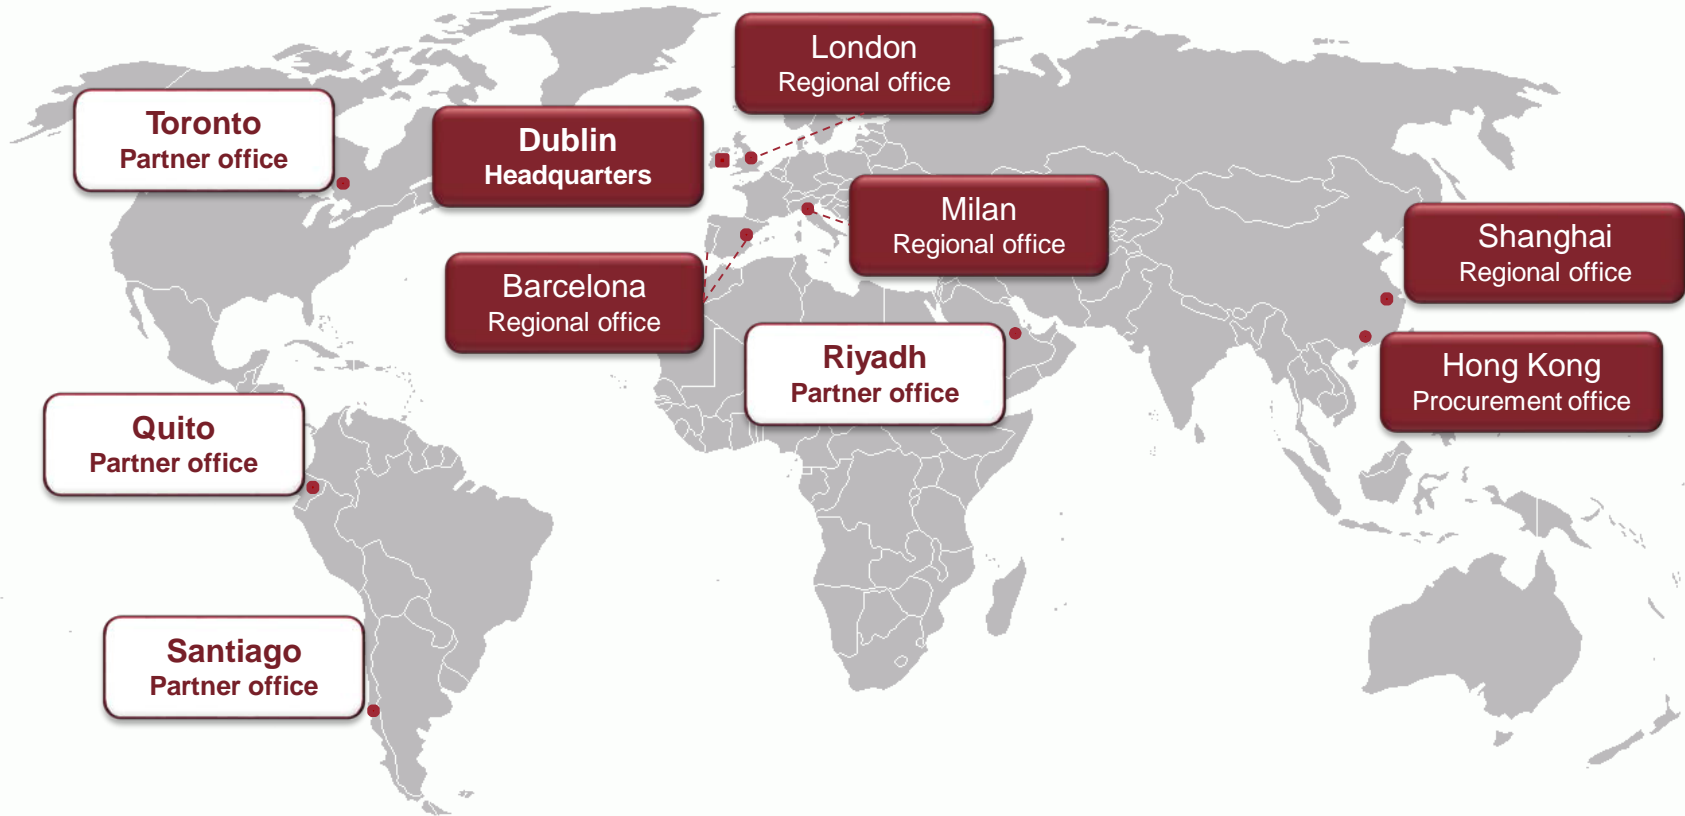 London
Regional office
Toronto
Partner office
Dublin
Headquarters
Milan
Regional office
Shanghai
Regional office
Barcelona
Regional office
Riyadh
Partner office
Hong Kong
Procurement office
Quito
Partner office
Santiago
Partner office